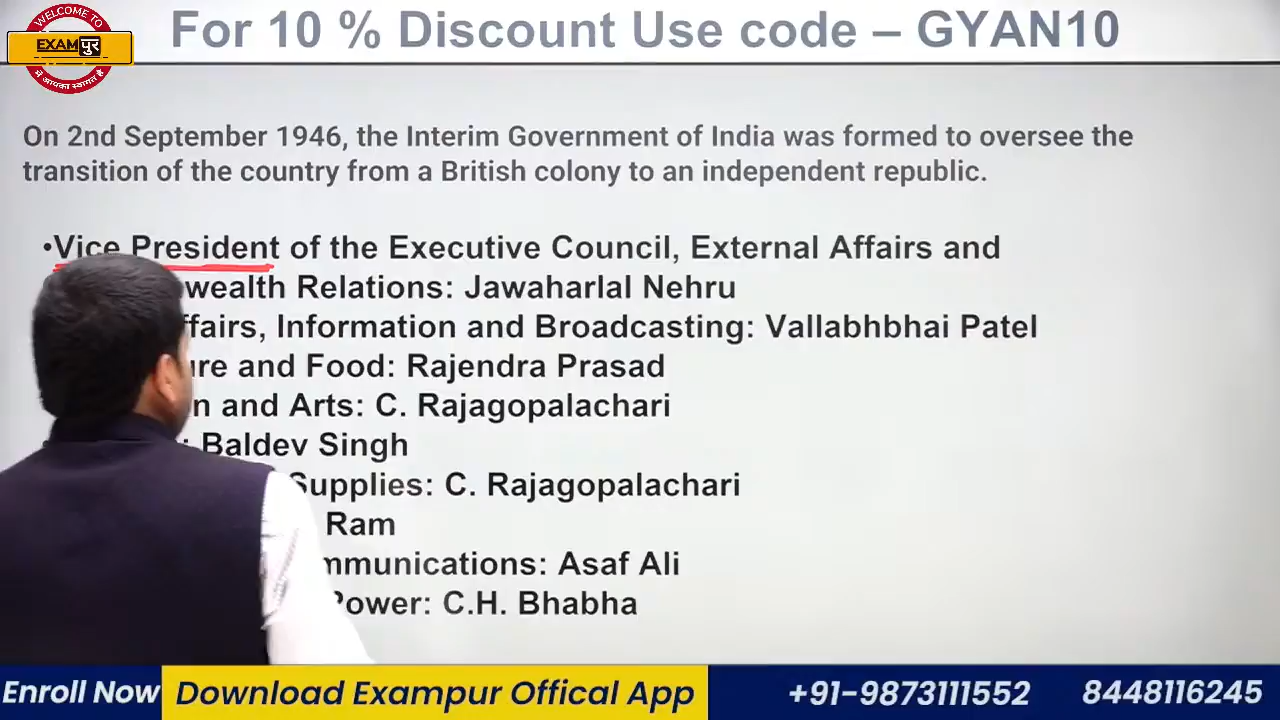 WELCOME TO
EXAMपुर
में आपका स्वागत है
For 10 % Discount Use code – GYAN10
On 2nd September 1946, the Interim Government of India was formed to oversee the
transition of the country from a British colony to an independent republic.
•Vice President of the Executive Council, External Affairs and
wealth Relations: Jawaharlal Nehru
ffairs, Information and Broadcasting: Vallabhbhai Patel
ure and Food: Rajendra Prasad
n and Arts: C. Rajagopalachari
: Baldev Singh
Supplies: C. Rajagopalachari
Ram
mmunications: Asaf Ali
Power: C.H. Bhabha
Enroll Now
Download Exampur Offical App
+91-9873111552
8448116245